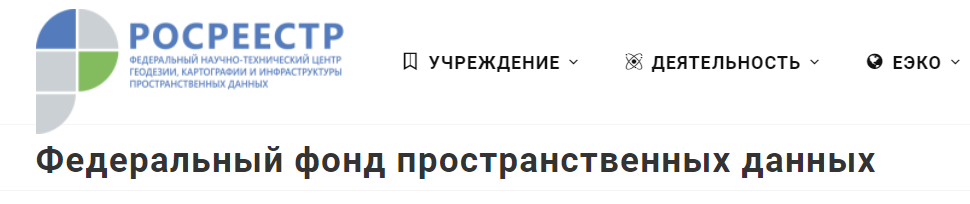 РОСРЕЕСТР
ФЕДЕРАЛЬНЫЙ НАУЧНО-ТЕХНИЧЕСКИЙ ЦЕНТР
ГЕОДЕЗИИ, КАРТОГРАФИИ И ИНФРАСТРУКТУРЫ
ПРОСТРАНСТВЕННЫХ ДАННЫХ
УЧРЕЖДЕНИЕ ДЕЯТЕЛЬНОСТЬ ЕЭКО
Федеральный фонд пространственных данных